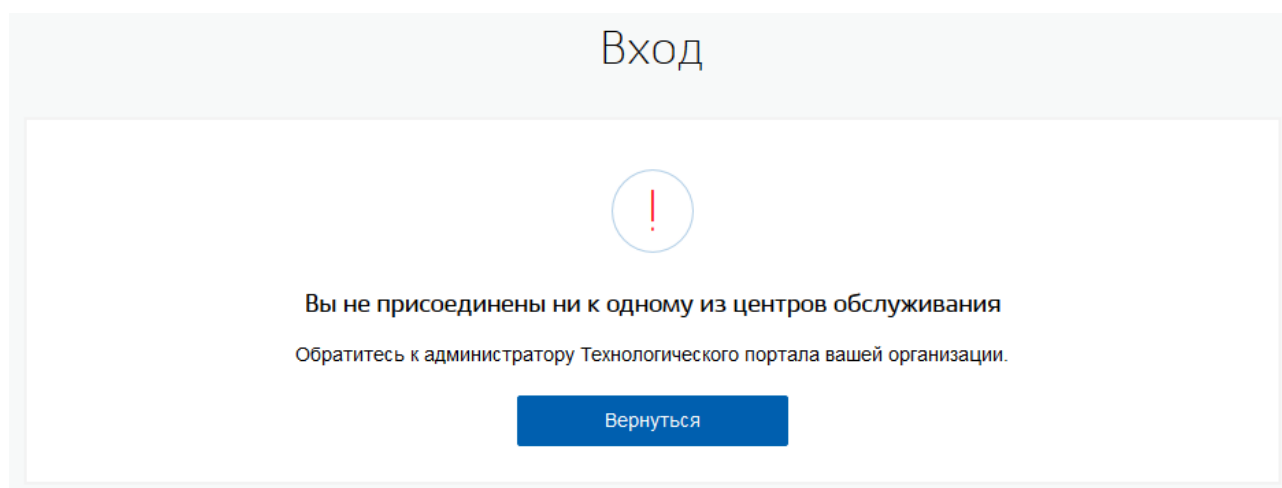 Вход
Вы не присоединены ни к одному из центров обслуживания
Обратитесь к администратору Технологического портала вашей организации.
Вернуться